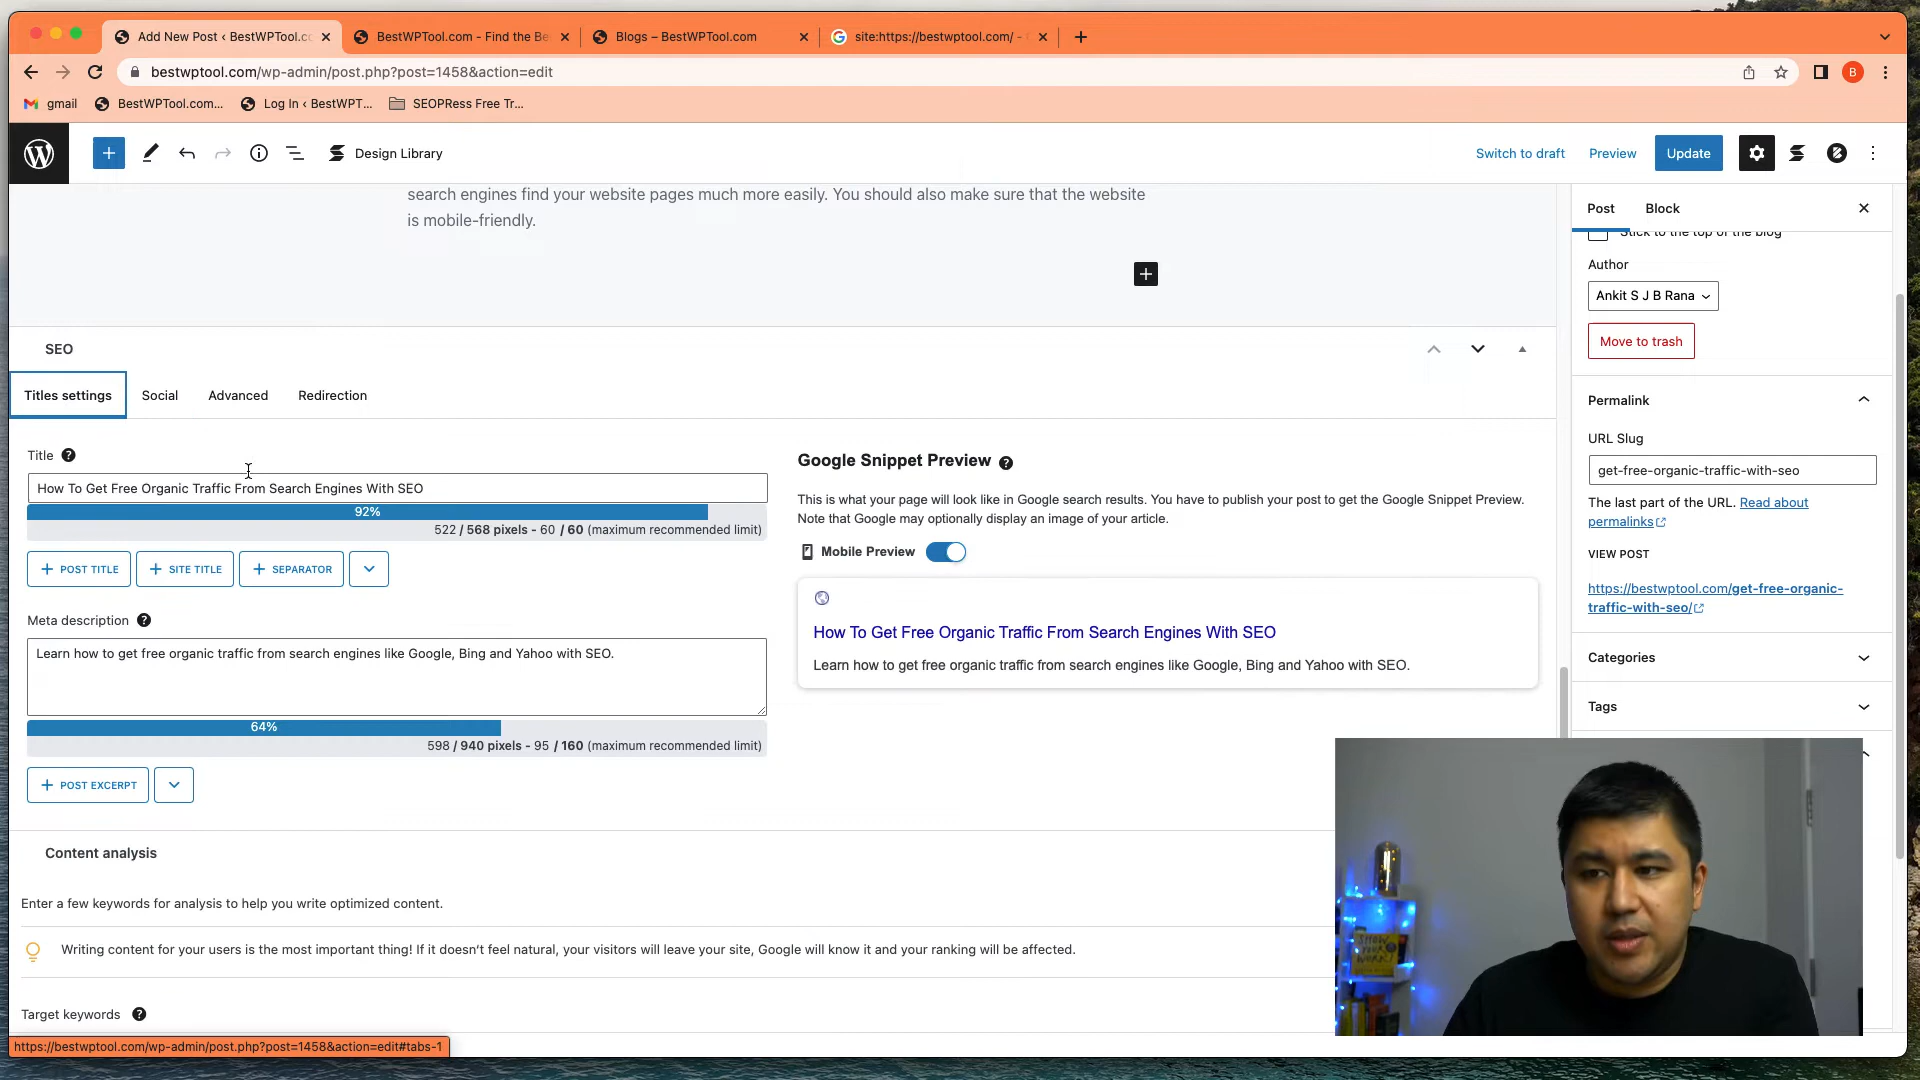 Add New Post ‹ BestWPTool.co
BestWPTool.com - Find the Be
Blogs – BestWPTool.com
site:https://bestwptool.com/ -
bestwptool.com/wp-admin/post.php?post=1458&action=edit
B
gmail
BestWPTool.com...
Log In ‹ BestWPT...
SEOPRess Free Tr...
Design Library
Switch to draft
Preview
Update
search engines find your website pages much more easily. You should also make sure that the website
is mobile-friendly.
Post
Block
Stick to the top of the blog
Author
Ankit S J B Rana
Move to trash
Permalink
URL Slug
get-free-organic-traffic-with-seo
The last part of the URL. Read about
permalinks
VIEW POST
https://bestwptool.com/get-free-organic-
traffic-with-seo/
Categories
Tags
SEO
Titles settings
Social
Advanced
Redirection
Title ?
How To Get Free Organic Traffic From Search Engines With SEO
92%
522 / 568 pixels - 60 / 60 (maximum recommended limit)
+ POST TITLE
+ SITE TITLE
+ SEPARATOR
Meta description ?
Learn how to get free organic traffic from search engines like Google, Bing and Yahoo with SEO.
64%
598 / 940 pixels - 95 / 160 (maximum recommended limit)
+ POST EXCERPT
Google Snippet Preview ?
This is what your page will look like in Google search results. You have to publish your post to get the Google Snippet Preview.
Note that Google may optionally display an image of your article.
Mobile Preview
How To Get Free Organic Traffic From Search Engines With SEO
Learn how to get free organic traffic from search engines like Google, Bing and Yahoo with SEO.
Content analysis
Enter a few keywords for analysis to help you write optimized content.
Writing content for your users is the most important thing! If it doesn’t feel natural, your visitors will leave your site, Google will know it and your ranking will be affected.
Target keywords ?
https://bestwptool.com/wp-admin/post.php?post=1458&action=edit#tabs-1
SHOW
YOUR
WORK!